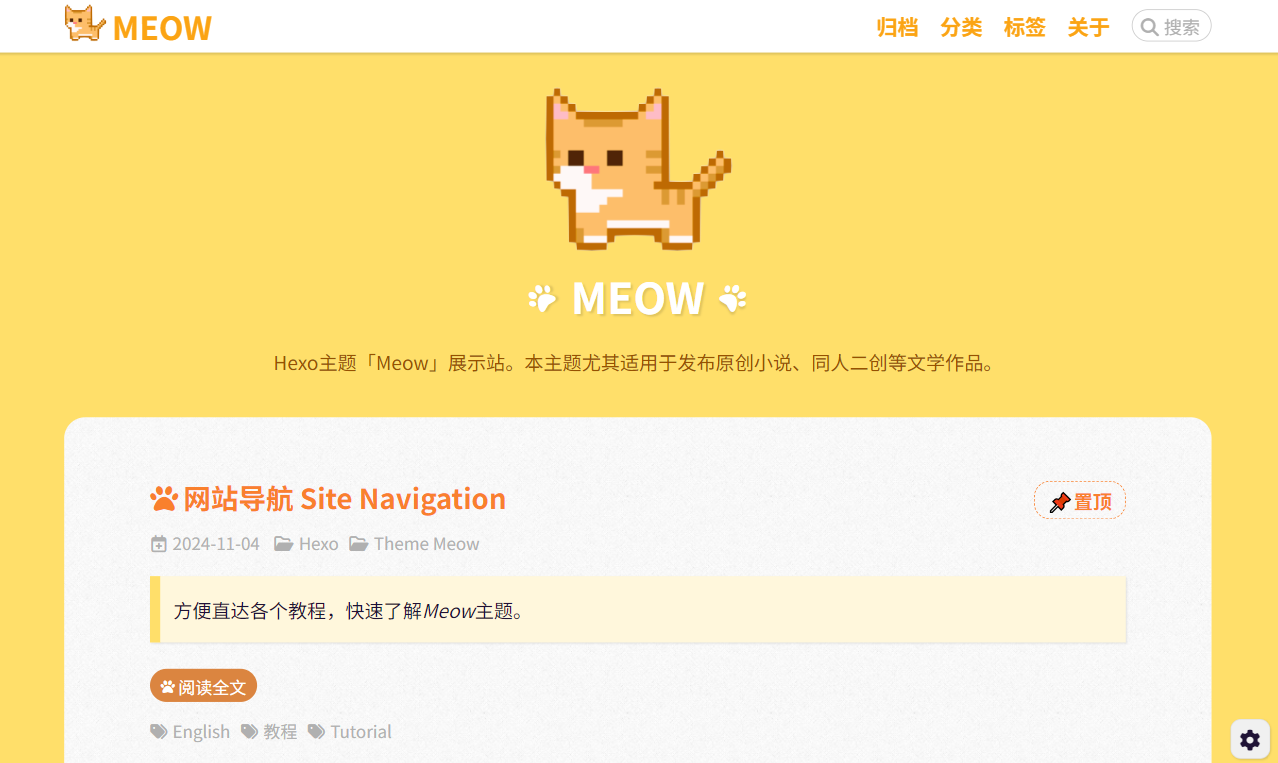 MEOW 归档 分类 标签 关于 搜索
MEOW
Hexo主题「Meow」展示站。本主题尤其适用于发布原创小说、同人二创等文学作品。
网站导航 Site Navigation 置顶
2024-11-04 Hexo Theme Meow
方便直达各个教程，快速了解Meow主题。
阅读全文
English 教程 Tutorial